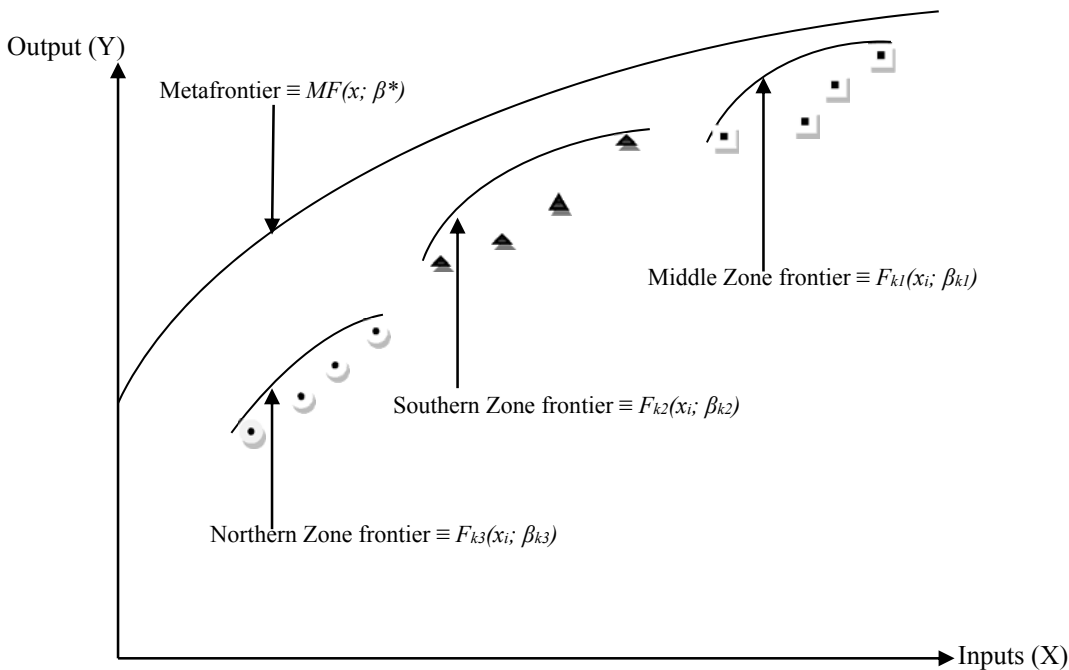 Output (Y)
Metafrontier ≡ MF(x; β*)
Middle Zone frontier ≡ Fk1(xi; βk1)
Southern Zone frontier ≡ Fk2(xi; βk2)
Northern Zone frontier ≡ Fk3(xi; βk3)
Inputs (X)